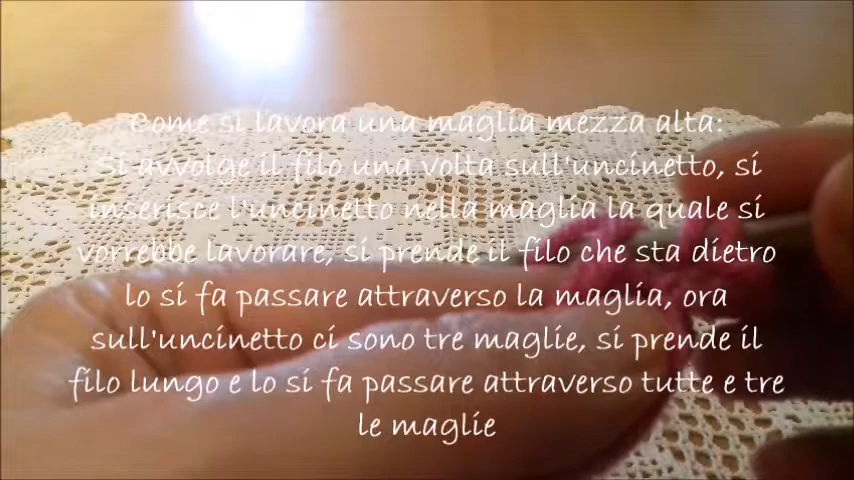 Come si lavora una maglia mezza alta:
Si avvolge il filo una volta sull'uncinetto, si
inserisce l'uncinetto nella maglia la quale si
vorrebbe lavorare, si prende il filo che sta dietro
lo si fa passare attraverso la maglia, ora
sull'uncinetto ci sono tre maglie, si prende il
filo lungo e lo si fa passare attraverso tutte e tre
le maglie